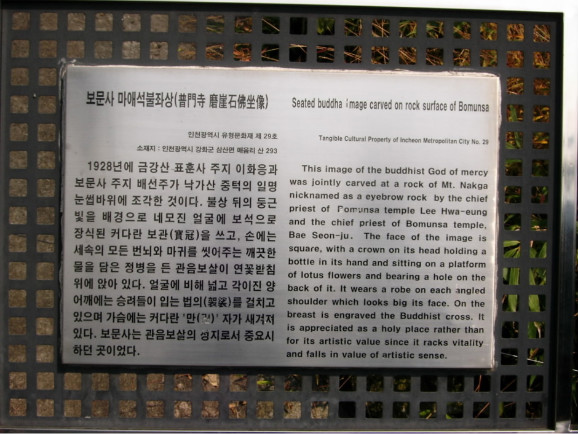 보문사 마애석불좌상(普門寺 磨崖石佛坐像)
인천광역시 유형문화재 제 29호
소재지 : 인천광역시 강화군 삼산면 매음리 산 293
1928년에 금강산 표훈사 주지 이화응과
보문사 주지 배선주가 낙가산 중턱의 일명
눈썹바위에 조각한 것이다. 불상 뒤의 둥근
빛을 배경으로 네모진 얼굴에 보석으로
장식된 커다란 보관(寶冠)을 쓰고, 손에는
세속의 모든 번뇌와 마귀를 씻어주는 깨끗한
물을 담은 정병을 든 관음보살이 연꽃받침
위에 앉아 있다. 얼굴에 비해 넓고 각이진 양
어깨에는 승려들이 입는 법의(袈裟)를 걸치고
있으며 가슴에는 커다란 '만( )' 자가 새겨져
있다. 보문사는 관음보살의 성지로서 중요시
하던 곳이었다.
Seated buddha image carved on rock surface of Bomunsa
Tangible Cultural Property of Incheon Metropolitan City No. 29
This image of the buddhist God of mercy
was jointly carved at a rock of Mt. Nakga
nicknamed as a eyebrow rock by the chief
priest of Bomunsa temple Lee Hwa-eung
and the chief priest of Bomunsa temple,
Bae Seon-ju. The face of the image is
square, with a crown on its head holding a
bottle in its hand and sitting on a platform
of lotus flowers and bearing a hole on the
back of it. It wears a robe on each angled
shoulder which looks big its face. On the
breast is engraved the Buddhist cross. It
is appreciated as a holy place rather than
for its artistic value since it racks vitality
and falls in value of artistic sense.